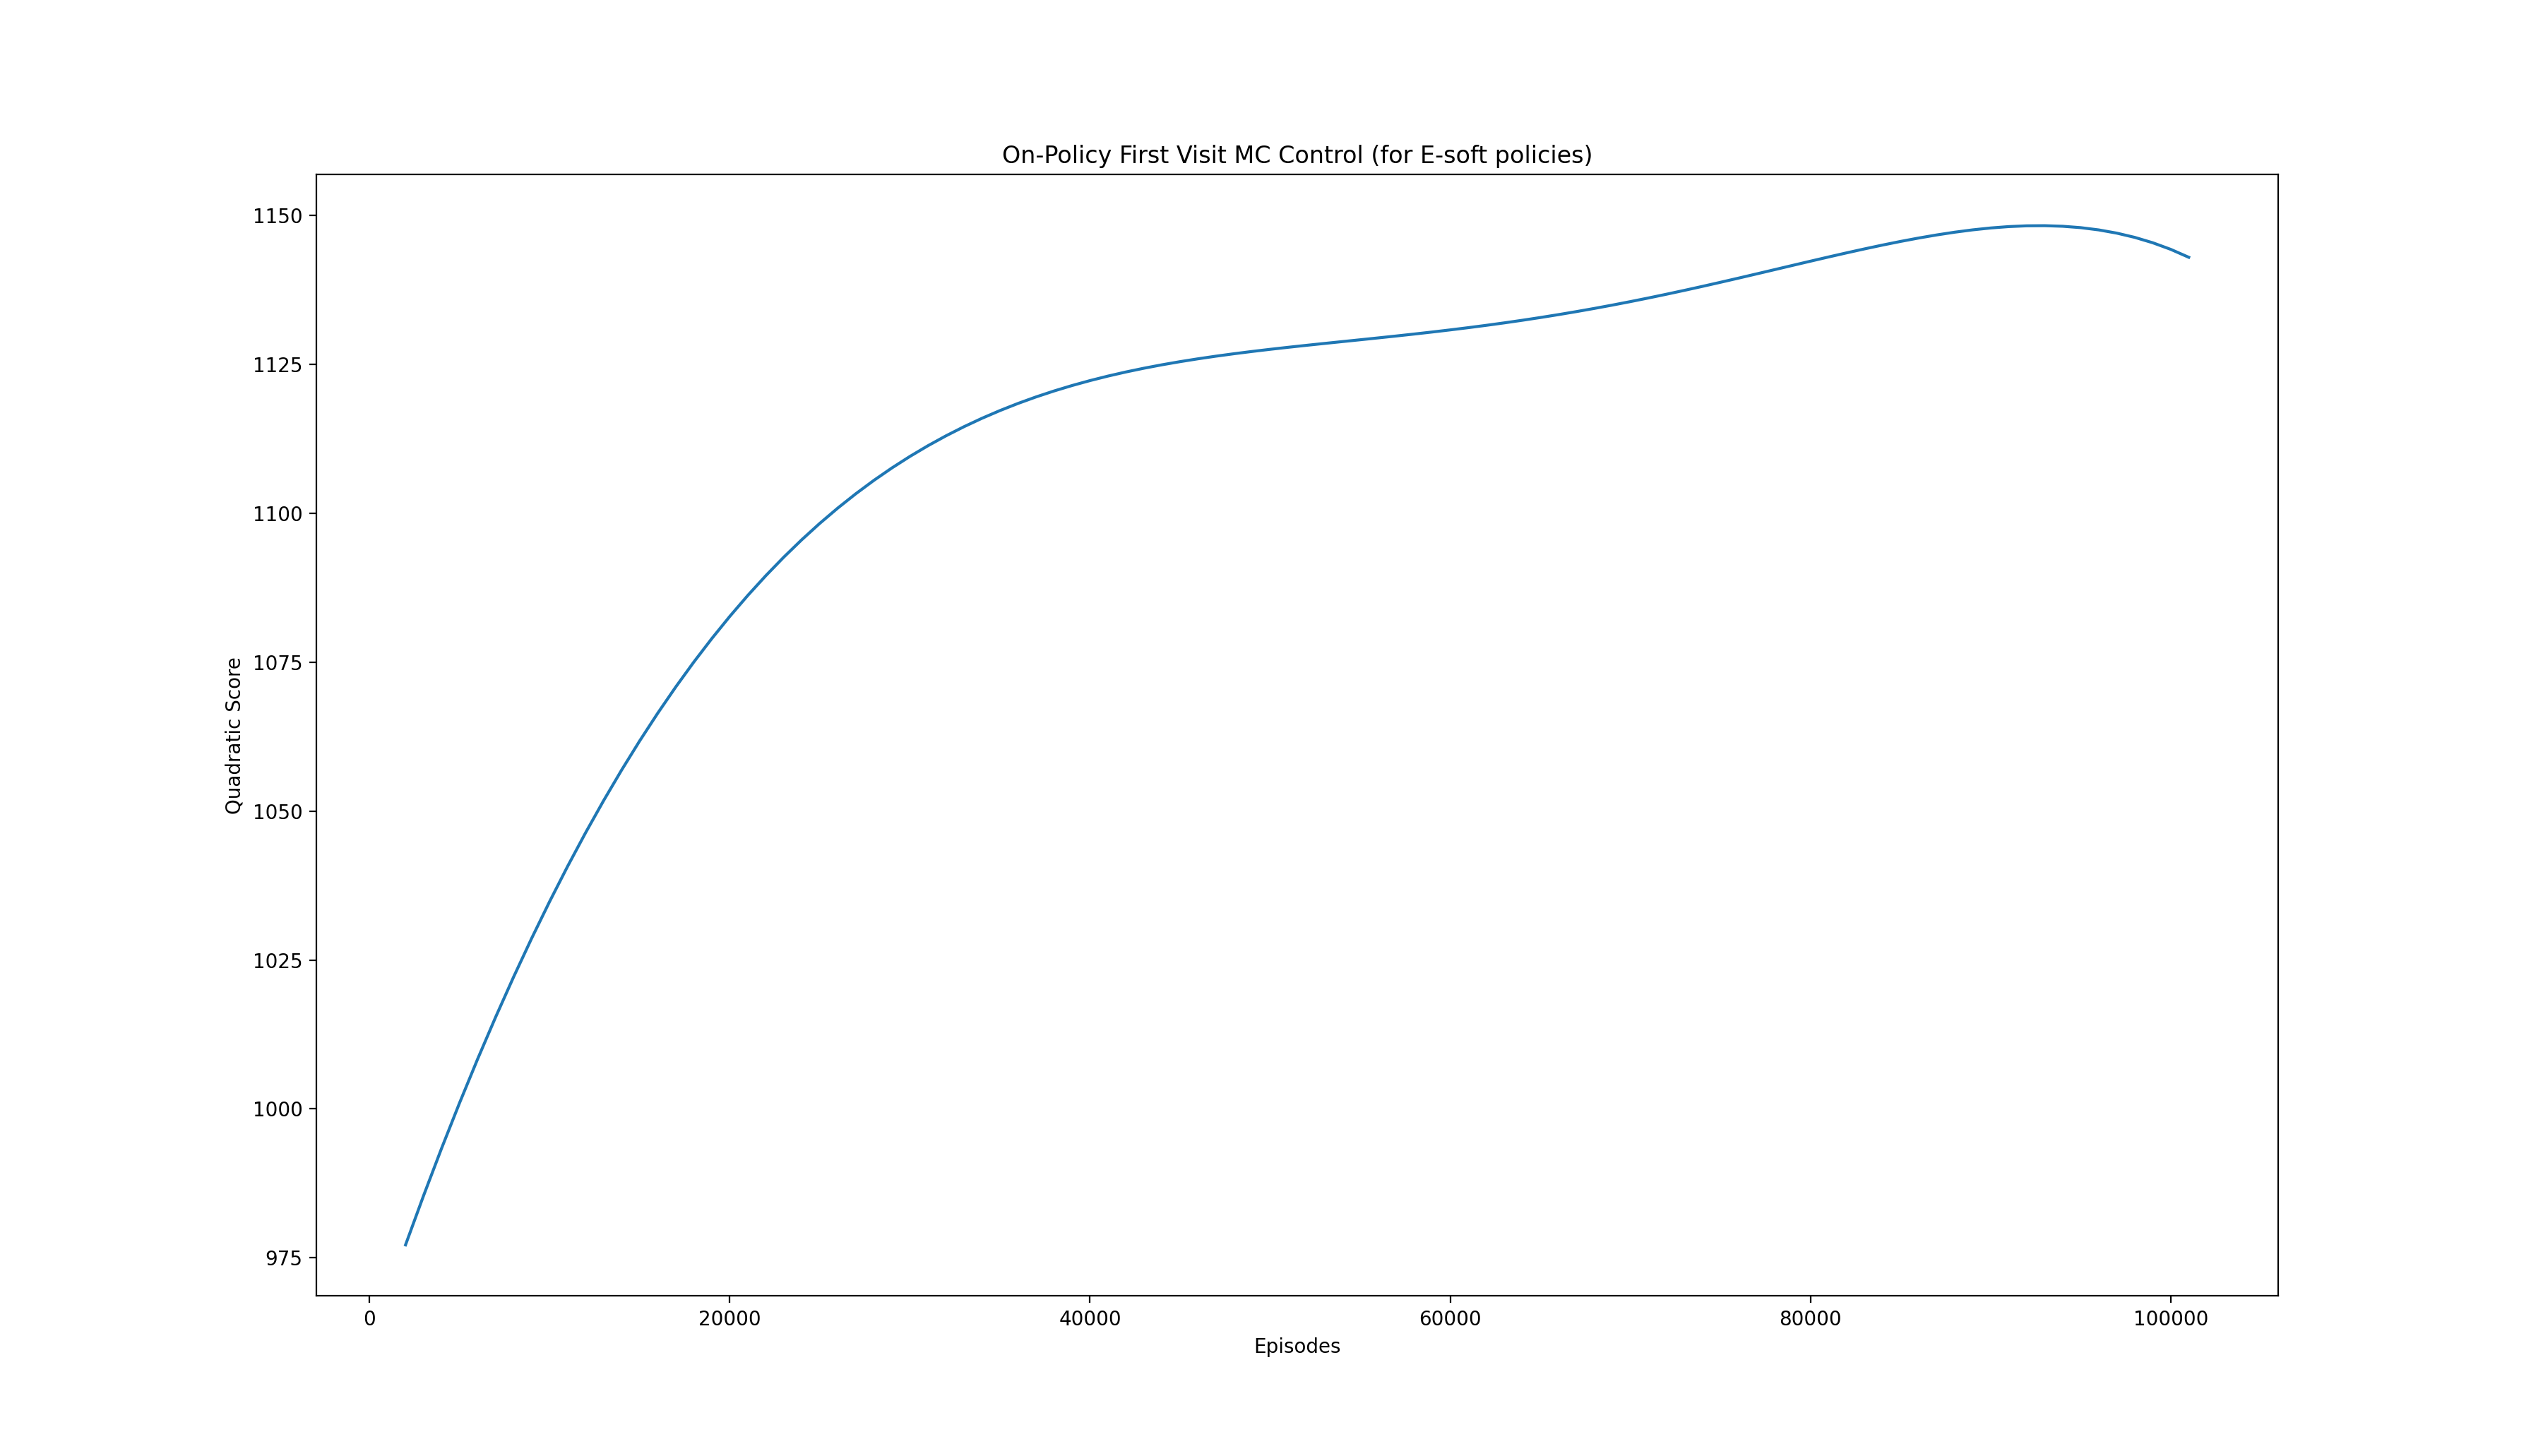 On-Policy First Visit MC Control (for E-soft policies)
1150
1125
1100
1075
1050
1025
1000
975
Quadratic Score
0 20000 40000 60000 80000 100000
Episodes